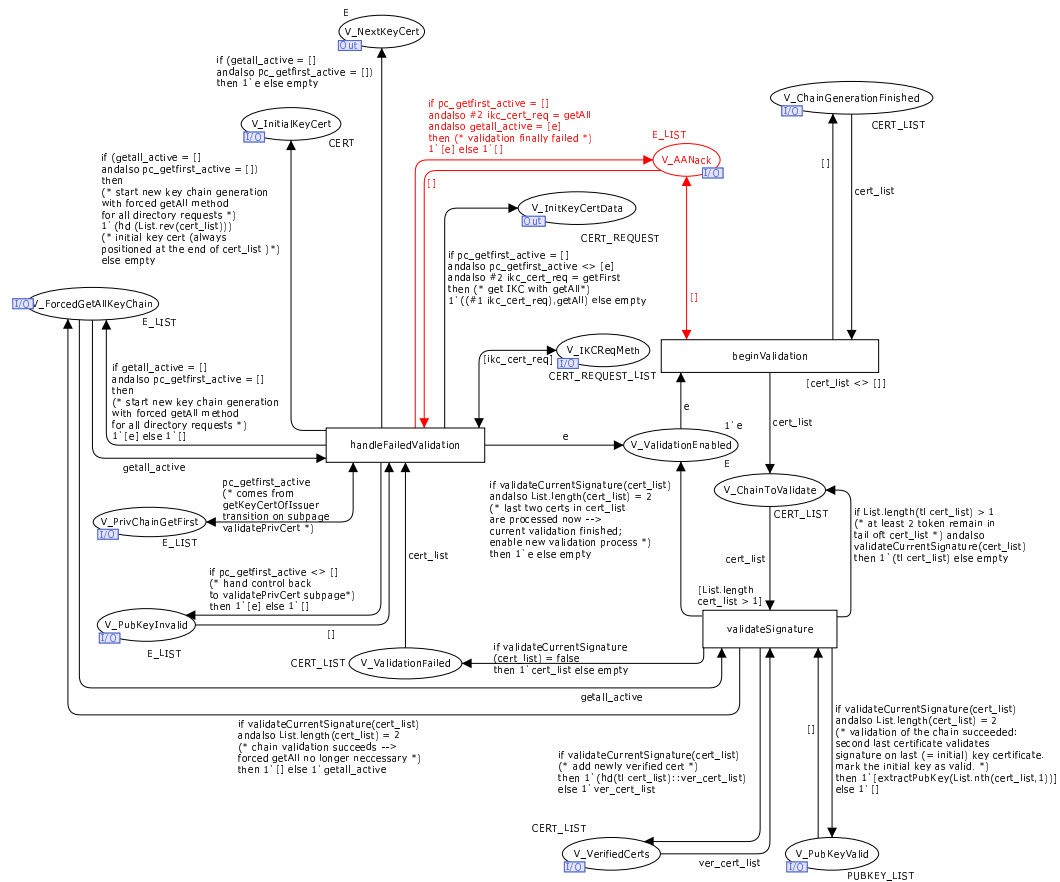 E
V_NextKeyCert
Out
if (getall_active = []
andalso pc_getfirst_active = [])
then 1`e else empty
V_InitialKeyCert
I/O
CERT
if pc_getfirst_active = []
andalso #2 ikc_cert_req = getAll
andalso getall_active = [e]
then (* validation finally failed *)
1`[e] else 1`[]
E_LIST
V_AANack
I/O
[]
V_ChainGenerationFinished
I/O
CERT_LIST
[]
cert_list
if (getall_active = []
andalso pc_getfirst_active = [])
then
(* start new key chain generation
with forced getAll method
for all directory requests *)
1`(hd (List.rev(cert_list)))
(* initial key cert (always
positioned at the end of cert_list )*)
else empty
V_InitKeyCertData
Out
CERT_REQUEST
if pc_getfirst_active = []
andalso pc_getfirst_active <> [e]
andalso #2 ikc_cert_req = getFirst
then (* get IKC with getAll*)
1`((#1 ikc_cert_req),getAll) else empty
[]
I/O
V_ForcedGetAllKeyChain
E_LIST
V_IKCReqMeth
I/O
[ikc_cert_req]
CERT_REQUEST_LIST
beginValidation
[cert_list <> []]
if getall_active = []
andalso pc_getfirst_active = []
then
(* start new key chain generation
with forced getAll method
for all directory requests *)
1`[e] else 1`[]
getall_active
handleFailedValidation
e
e
1`e
V_ValidationEnabled
E
cert_list
V_ChainToValidate
CERT_LIST
pc_getfirst_active
(* comes from
getKeyCertOfIssuer
transition on subpage
validatePrivCert *)
V_PrivChainGetFirst
I/O
E_LIST
if validateCurrentSignature(cert_list)
andalso List.length(cert_list) = 2
(* last two certs in cert_list
are processed now -->
current validation finished;
enable new validation process *)
then 1`e else empty
if List.length(tl cert_list) > 1
(* at least 2 token remain in
tail oft cert_list *) andalso
validateCurrentSignature(cert_list)
then 1`(tl cert_list) else empty
cert_list
cert_list
if pc_getfirst_active <> []
(* hand control back
to validatePrivCert subpage*)
then 1`[e] else 1`[]
[List.length
cert_list > 1]
V_PubKeyInvalid
I/O
[]
E_LIST
validateSignature
CERT_LIST
V_ValidationFailed
if validateCurrentSignature
(cert_list) = false
then 1`cert_list else empty
getall_active
if validateCurrentSignature(cert_list)
andalso List.length(cert_list) = 2
(* chain validation succeeds -->
forced getAll no longer neccessary *)
then 1`[] else 1`getall_active
if validateCurrentSignature(cert_list)
(* add newly verified cert *)
then 1`(hd(tl cert_list)::ver_cert_list)
else 1`ver_cert_list
[]
if validateCurrentSignature(cert_list)
andalso List.length(cert_list) = 2
(* validation of the chain succeeded:
second last certificate validates
signature on last (= initial) key certificate.
mark the initial key as valid. *)
then 1`[extractPubKey(List.nth(cert_list,1))]
else 1`[]
CERT_LIST
V_VerifiedCerts
I/O
ver_cert_list
V_PubKeyValid
I/O
PUBKEY_LIST